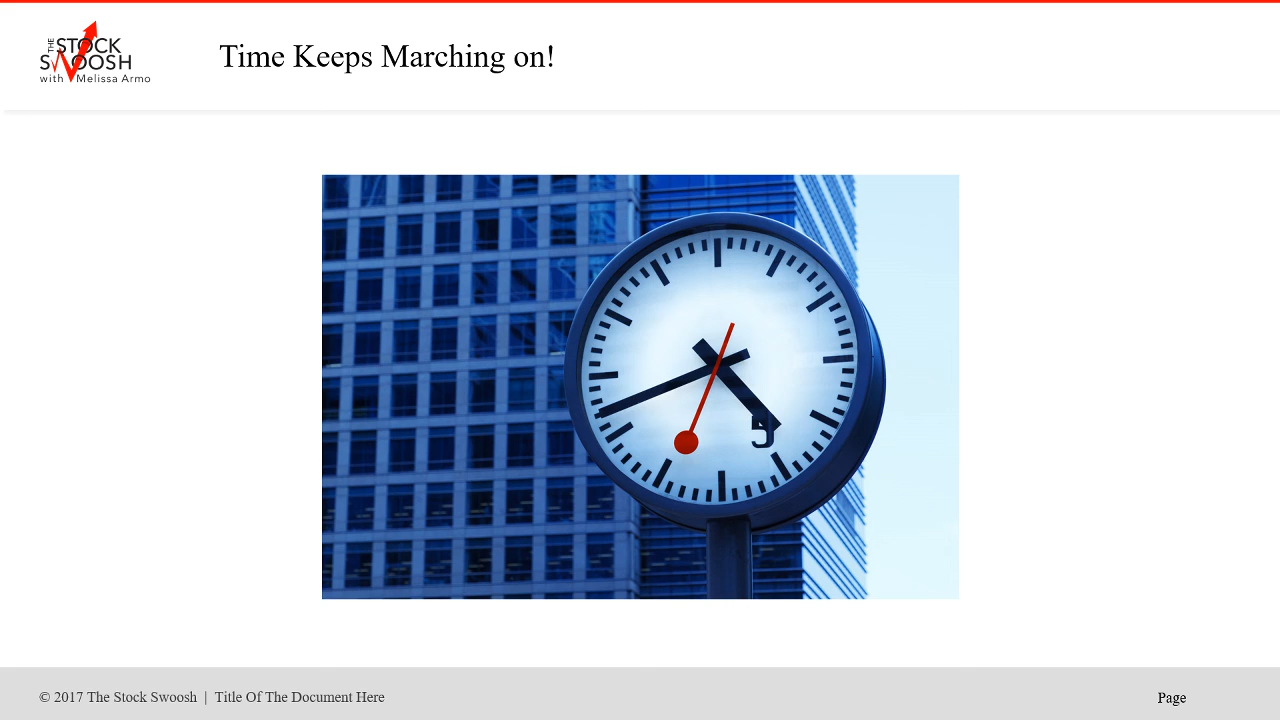 THE
STOCK
SWOOSH
with Melissa Armo
Time Keeps Marching on!
5
© 2017 The Stock Swoosh | Title Of The Document Here
Page